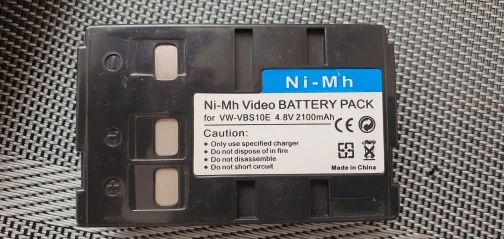 Ni-Mh
Ni-Mh Video BATTERY PACK
for VW-VBS10E 4.8V 2100mAh
Caution:
● Only use specified charger
● Do not dispose of in fire
● Do not disassemble
● Do not short circuit
CE
Made in China